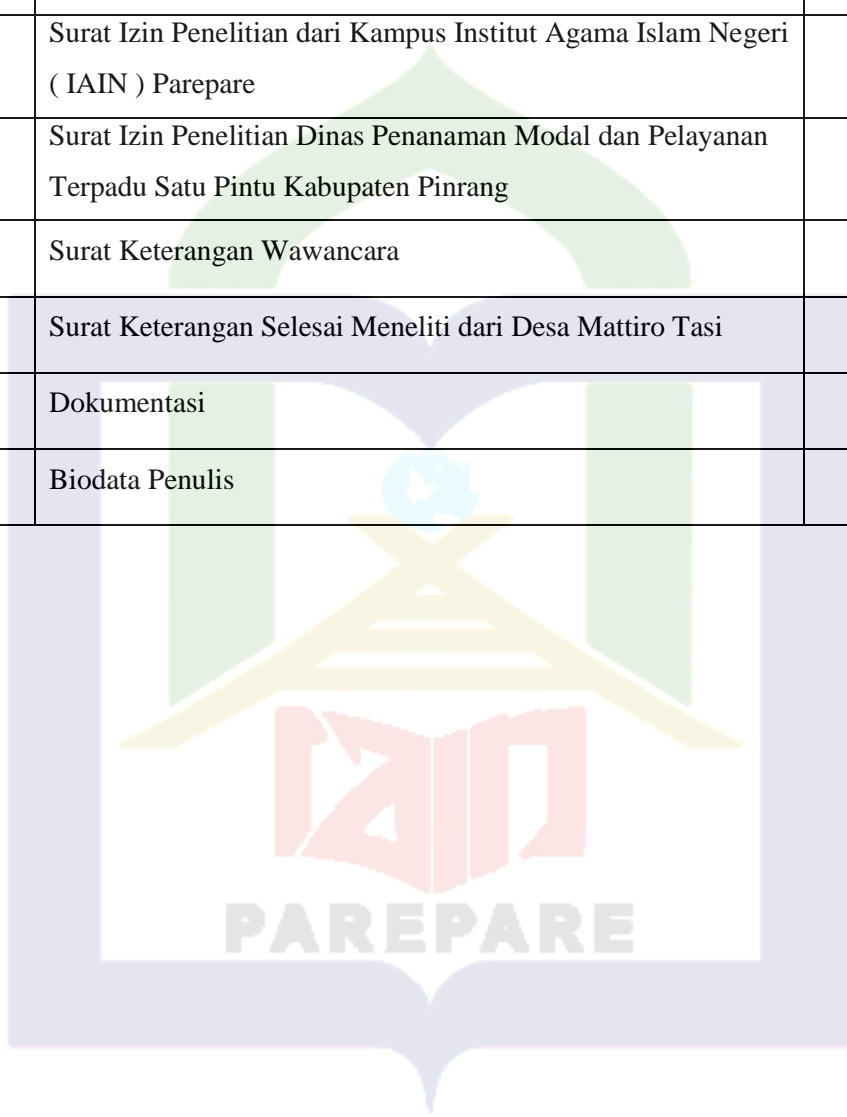 Surat Izin Penelitian dari Kampus Institut Agama Islam Negeri
( IAIN ) Parepare
Surat Izin Penelitian Dinas Penanaman Modal dan Pelayanan
Terpadu Satu Pintu Kabupaten Pinrang
Surat Keterangan Wawancara
Surat Keterangan Selesai Meneliti dari Desa Mattiro Tasi
Dokumentasi
Biodata Penulis
iain
PAREPARE